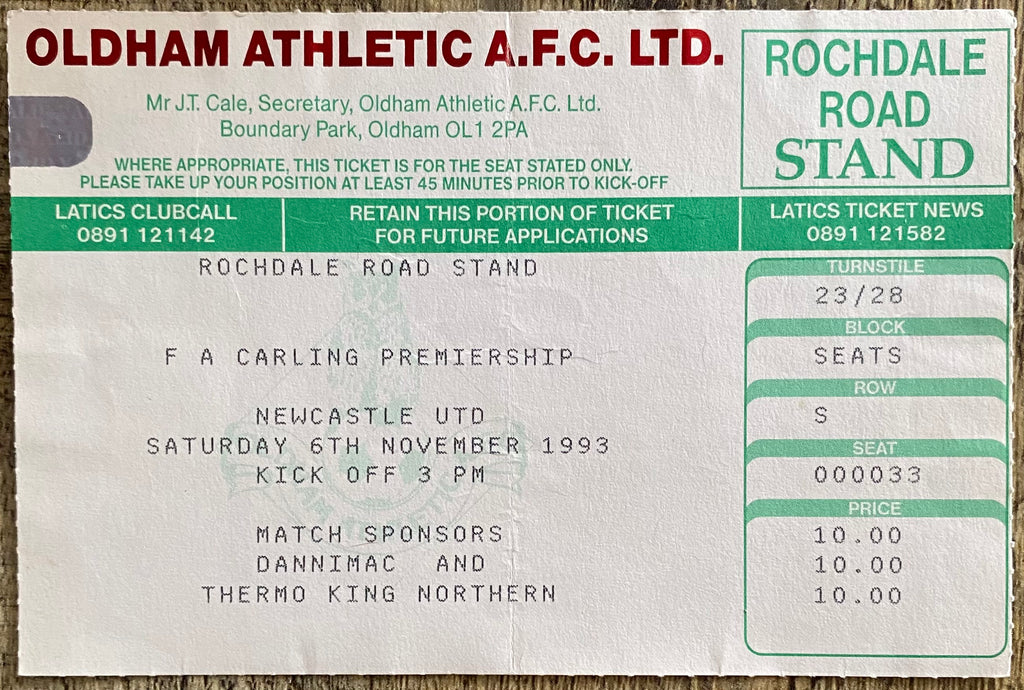 OLDHAM ATHLETIC A.F.C. LTD.
Mr J.T. Cale, Secretary, Oldham Athletic A.F.C. Ltd.
Boundary Park, Oldham OL1 2PA
WHERE APPROPRIATE, THIS TICKET IS FOR THE SEAT STATED ONLY.
PLEASE TAKE UP YOUR POSITION AT LEAST 45 MINUTES PRIOR TO KICK-OFF
ROCHDALE
ROAD
STAND
LATICS CLUBCALL
0891 121142
RETAIN THIS PORTION OF TICKET
FOR FUTURE APPLICATIONS
LATICS TICKET NEWS
0891 121582
ROCHDALE ROAD STAND
F A CARLING PREMIERSHIP
NEWCASTLE UTD
SATURDAY 6TH NOVEMBER 1993
KICK OFF 3 PM
MATCH SPONSORS
DANNIMAC AND
THERMO KING NORTHERN
TURNSTILE
23/28
BLOCK
SEATS
ROW
S
SEAT
000033
PRICE
10.00
10.00
10.00